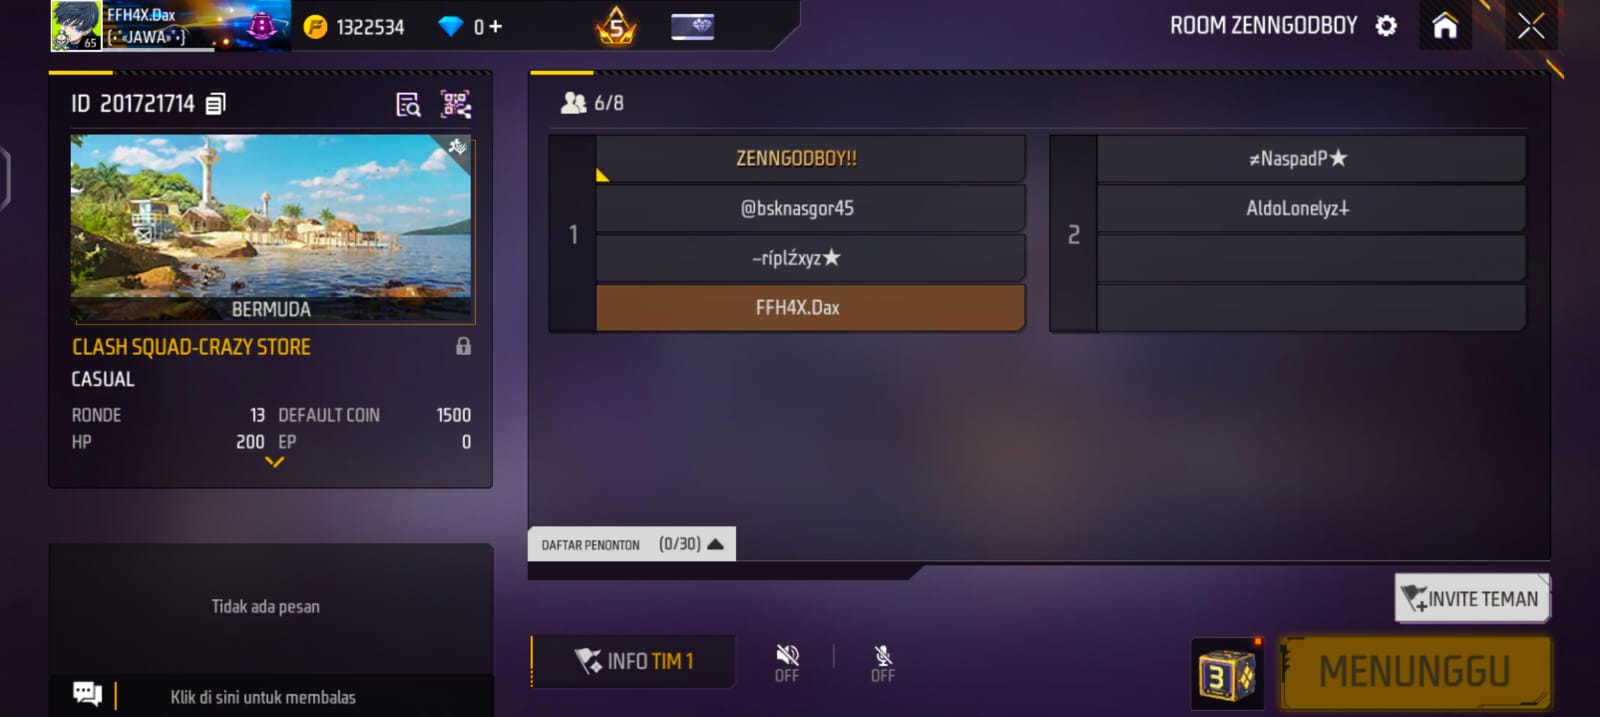 FFH4X.Dax
65
1322534
0 +
5
ROOM ZENNGODBOY
ID 201721714
BERMUDA
CLASH SQUAD-CRAZY STORE
CASUAL
RONDE 13 DEFAULT COIN 1500
HP 200 EP 0
6/8
1
ZENNGODBOY!!
@bsknasgor45
–ríplźxyz★
FFH4X.Dax
2
≠NaspadP★
AldoLonelyz⸸
DAFTAR PENONTON (0/30)
Tidak ada pesan
Klik di sini untuk membalas
INVITE TEMAN
INFO TIM 1
OFF
OFF
3
MENUNGGU